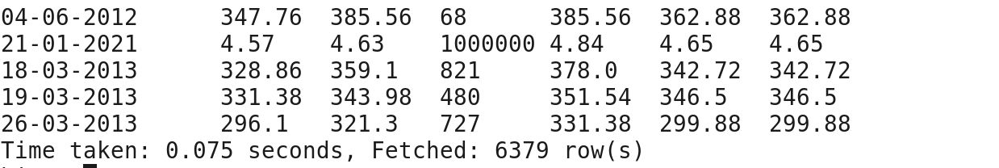 04-06-2012 347.76 385.56 68 385.56 362.88 362.88
21-01-2021 4.57 4.63 1000000 4.84 4.65 4.65
18-03-2013 328.86 359.1 821 378.0 342.72 342.72
19-03-2013 331.38 343.98 480 351.54 346.5 346.5
26-03-2013 296.1 321.3 727 331.38 299.88 299.88
Time taken: 0.075 seconds, Fetched: 6379 row(s)